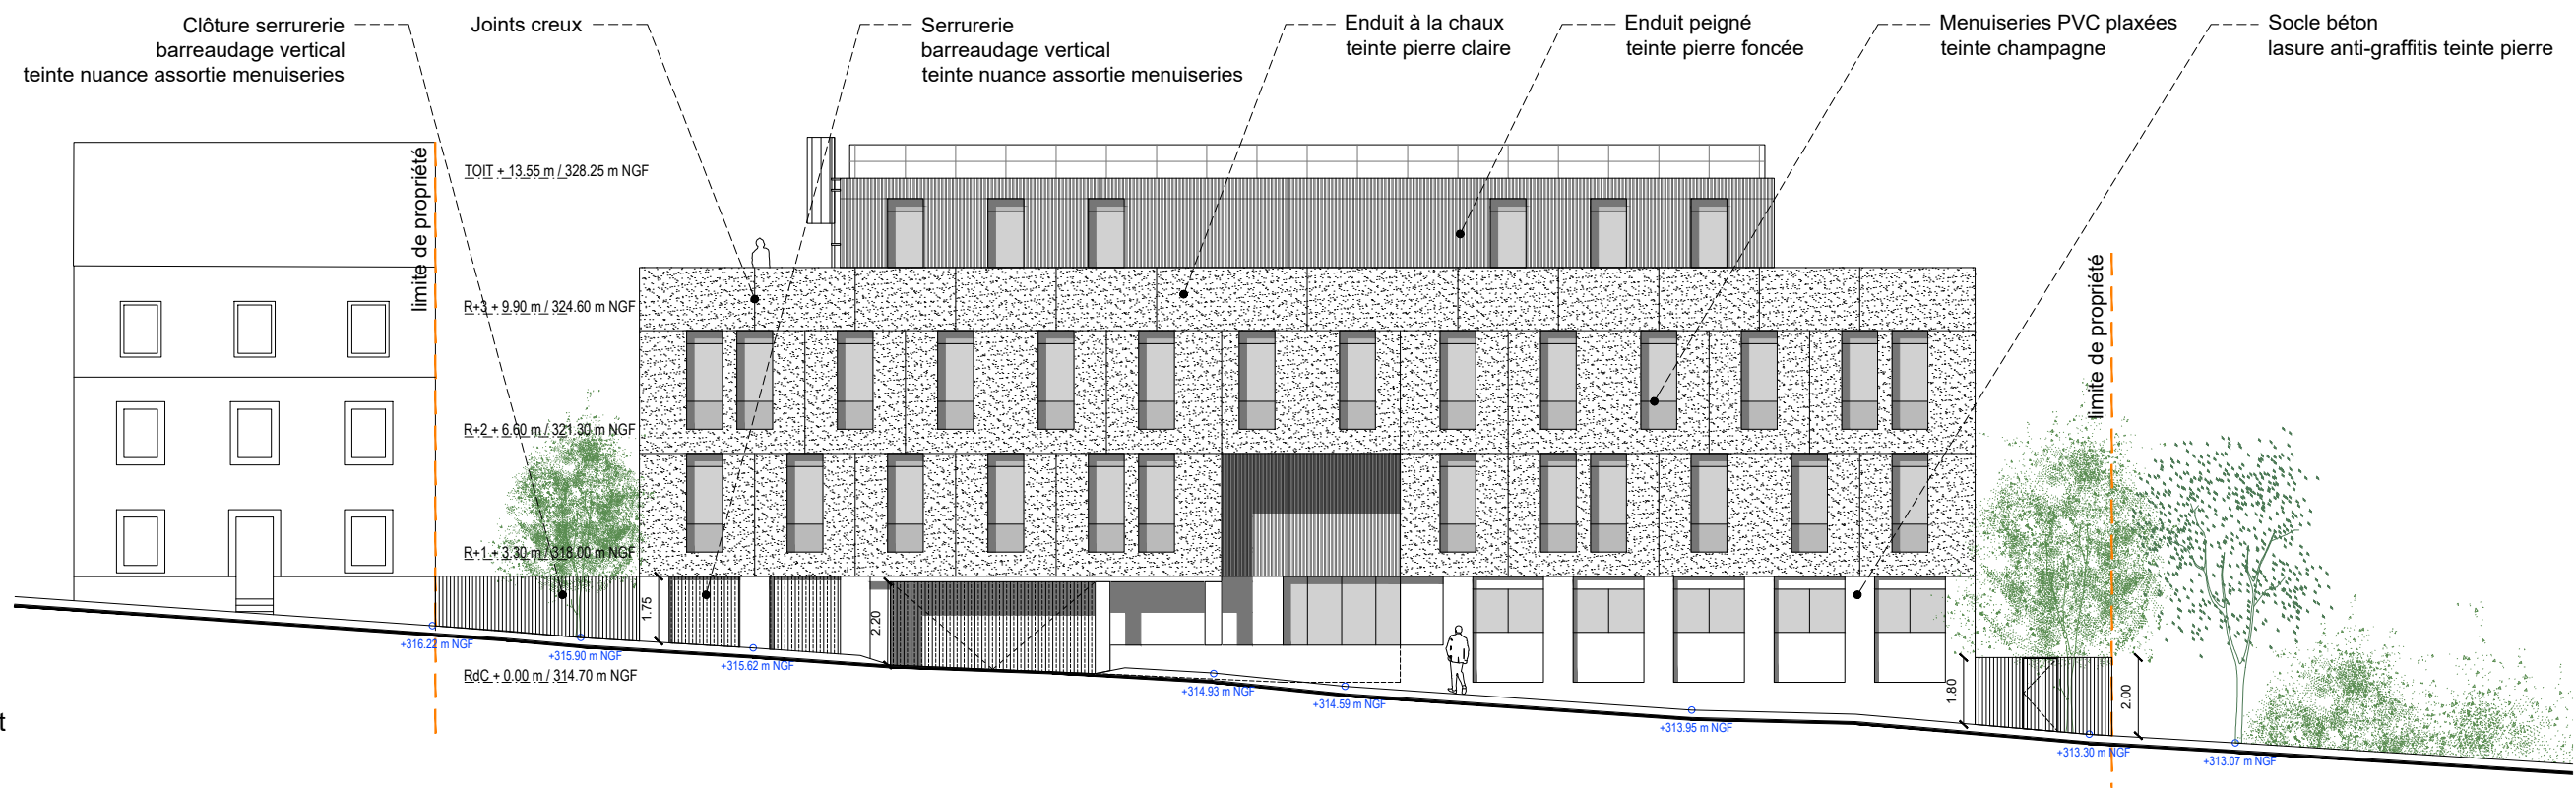 Clôture serrurerie
barreaudage vertical
teinte nuance assortie menuiseries
Joints creux
Serrurerie
barreaudage vertical
teinte nuance assortie menuiseries
Enduit à la chaux
teinte pierre claire
Enduit peigné
teinte pierre foncée
Menuiseries PVC plaxées
teinte champagne
Socle béton
lasure anti-graffitis teinte pierre
limite de propriété
TOIT + 13.55 m / 328.25 m NGF
R+3 + 9.90 m / 324.60 m NGF
R+2 + 6.60 m / 321.30 m NGF
R+1 + 3.30 m / 318.00 m NGF
RdC + 0.00 m / 314.70 m NGF
limite de propriété
1.75
2.20
1.80
2.00
+316.22 m NGF
+315.90 m NGF
+315.62 m NGF
+314.93 m NGF
+314.59 m NGF
+313.95 m NGF
+313.30 m NGF
+313.07 m NGF
t